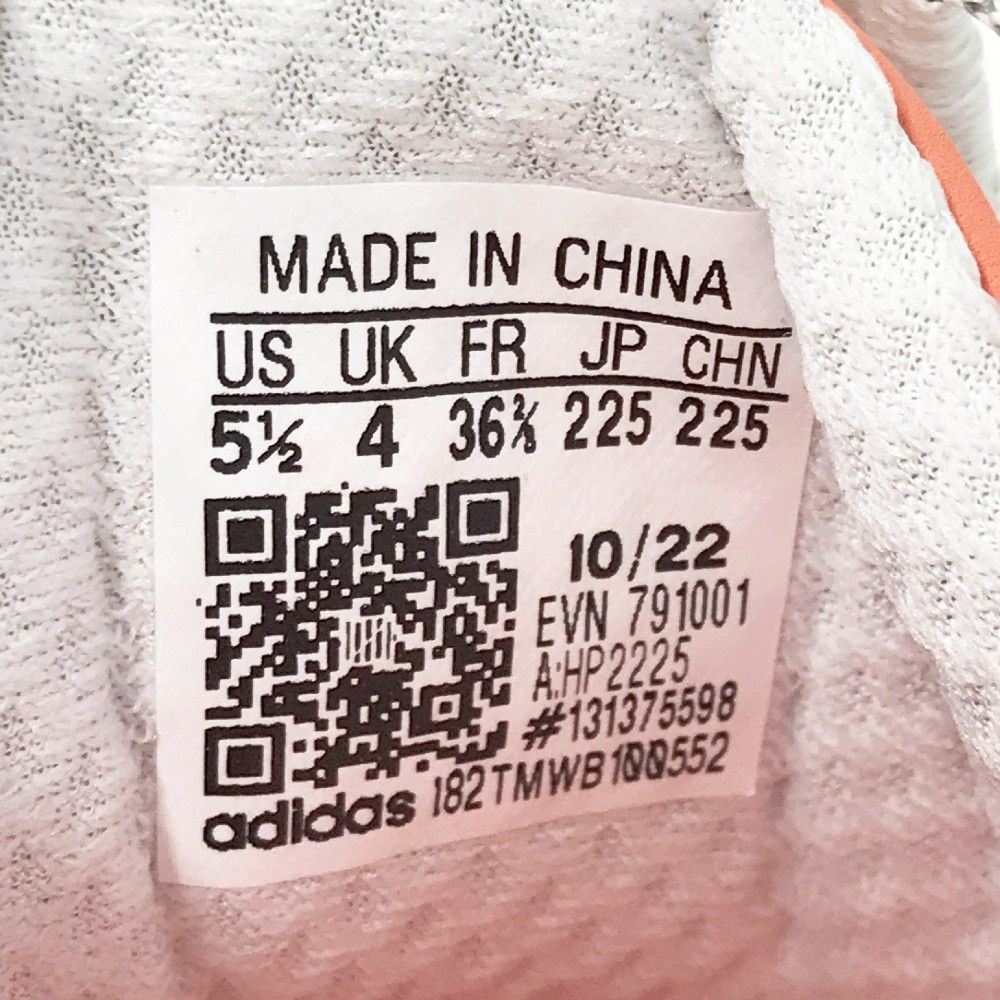 MADE IN CHINA
US UK FR JP CHN
5½ 4 36⅔ 225 225
10/22
EVN 791001
A:HP2225
#131375598
adidas 182TMWB100552